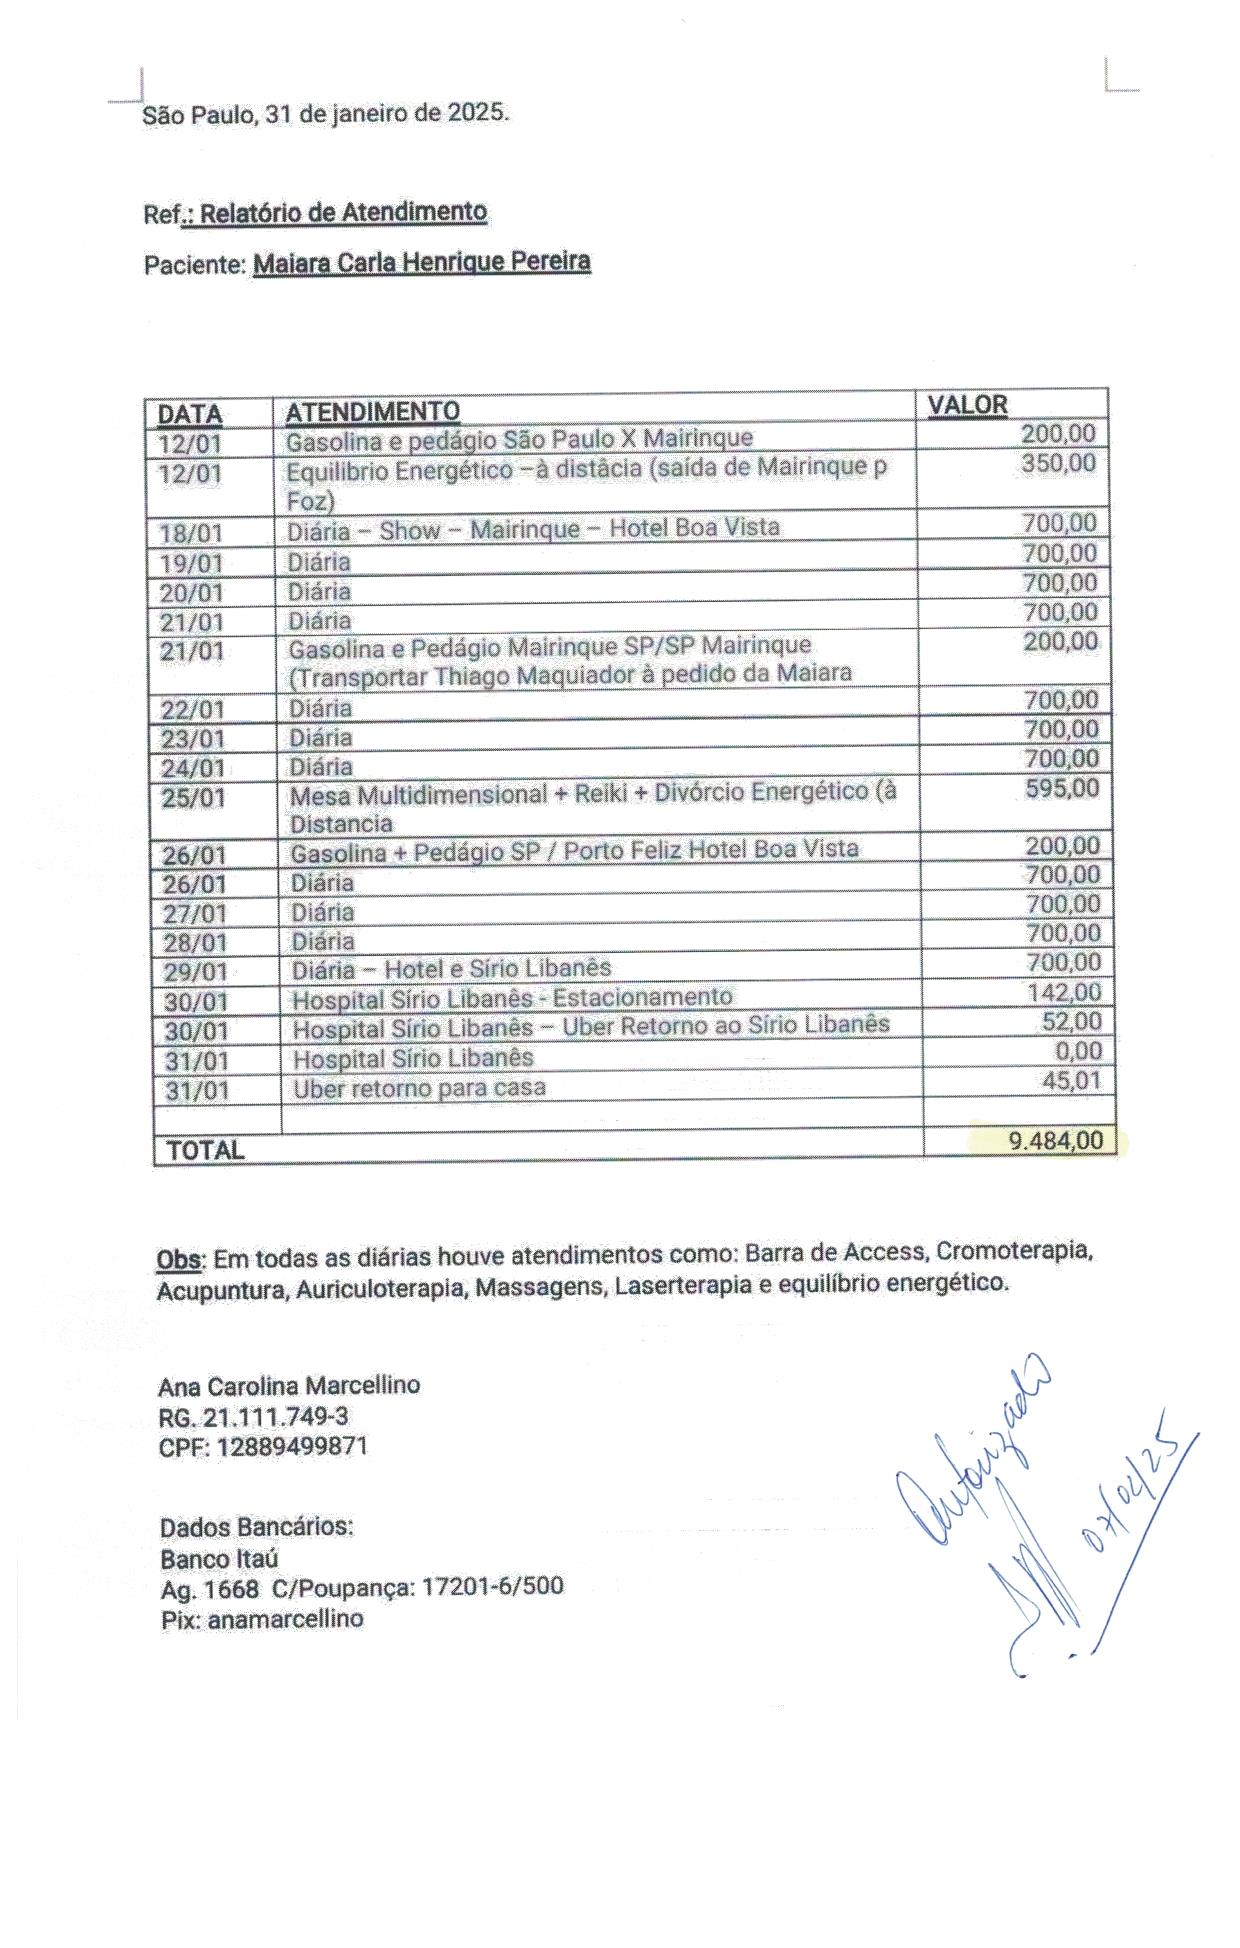 São Paulo, 31 de janeiro de 2025.
Ref.: Relatório de Atendimento
Paciente: Maiara Carla Henrique Pereira
DATA ATENDIMENTO VALOR
12/01 Gasolina e pedágio São Paulo X Mairinque 200,00
12/01 Equilibrio Energético –à distâcia (saída de Mairinque p 350,00
Foz)
18/01 Diária – Show – Mairinque – Hotel Boa Vista 700,00
19/01 Diária 700,00
20/01 Diária 700,00
21/01 Diária 700,00
21/01 Gasolina e Pedágio Mairinque SP/SP Mairinque 200,00
(Transportar Thiago Maquiador à pedido da Maiara
22/01 Diária 700,00
23/01 Diária 700,00
24/01 Diária 700,00
25/01 Mesa Multidimensional + Reiki + Divórcio Energético (à 595,00
Distancia
26/01 Gasolina + Pedágio SP / Porto Feliz Hotel Boa Vista 200,00
26/01 Diária 700,00
27/01 Diária 700,00
28/01 Diária 700,00
29/01 Diária – Hotel e Sírio Libanês 700,00
30/01 Hospital Sírio Libanês - Estacionamento 142,00
30/01 Hospital Sírio Libanês – Uber Retorno ao Sírio Libanês 52,00
31/01 Hospital Sírio Libanês 0,00
31/01 Uber retorno para casa 45,01
TOTAL 9.484,00
Obs: Em todas as diárias houve atendimentos como: Barra de Access, Cromoterapia,
Acupuntura, Auriculoterapia, Massagens, Laserterapia e equilíbrio energético.
Ana Carolina Marcellino
RG. 21.111.749-3
CPF: 12889499871
Autorizado
07/02/25
Dados Bancários:
Banco Itaú
Ag. 1668 C/Poupança: 17201-6/500
Pix: anamarcellino